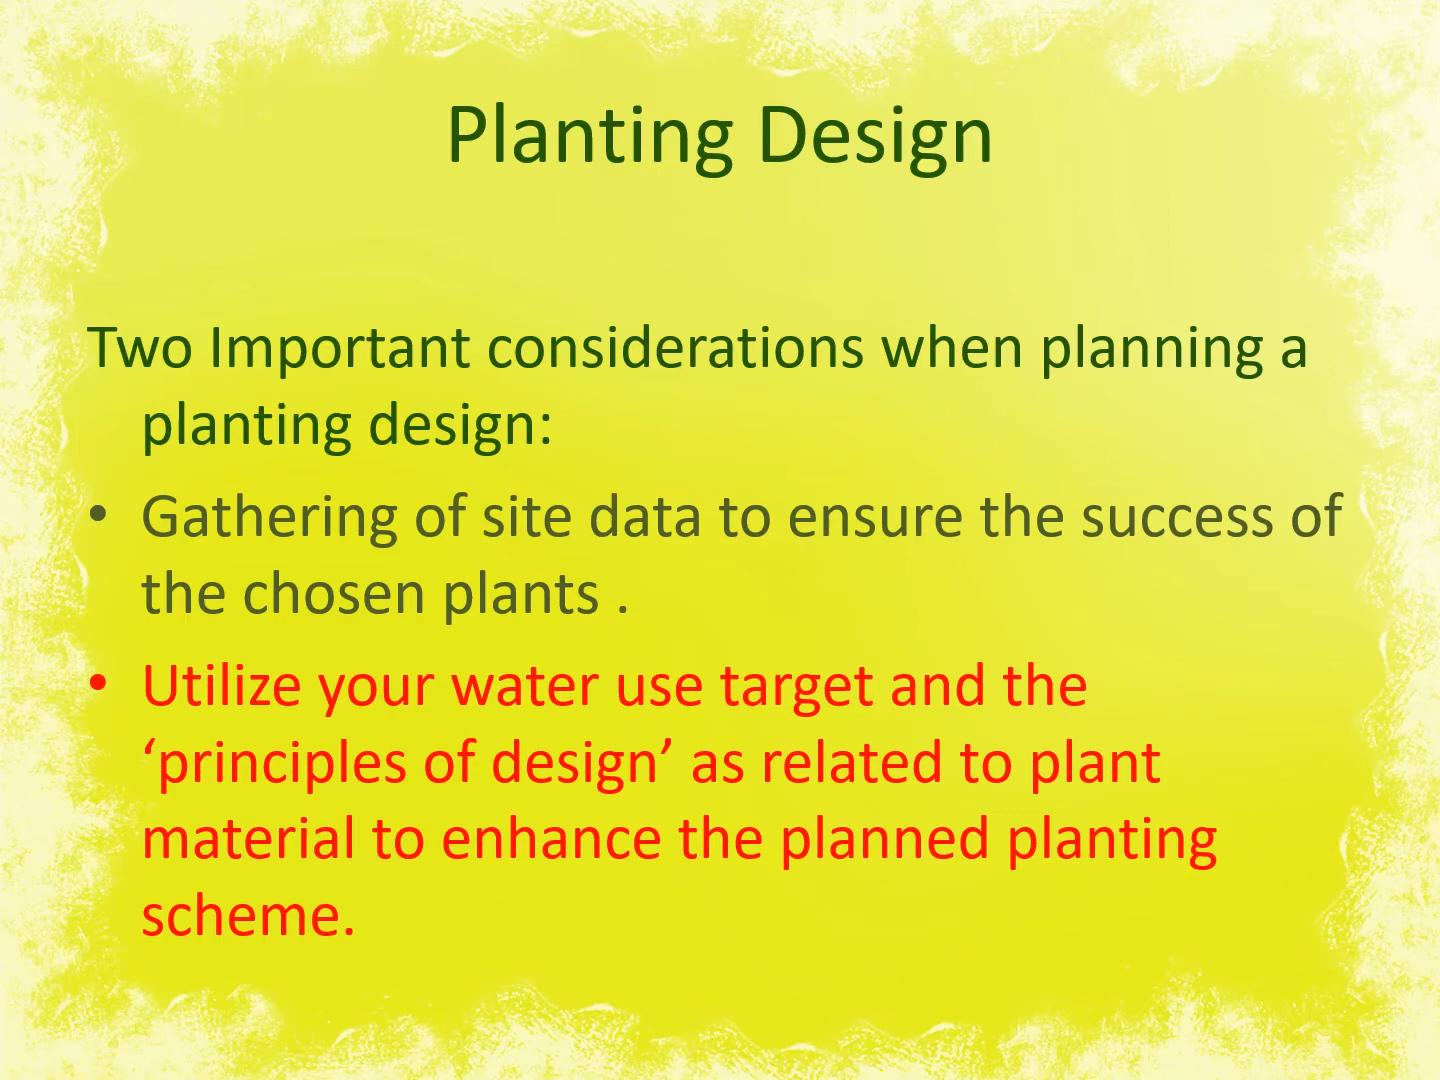 Planting Design
Two Important considerations when planning a
planting design:
• Gathering of site data to ensure the success of
the chosen plants .
• Utilize your water use target and the
‘principles of design’ as related to plant
material to enhance the planned planting
scheme.